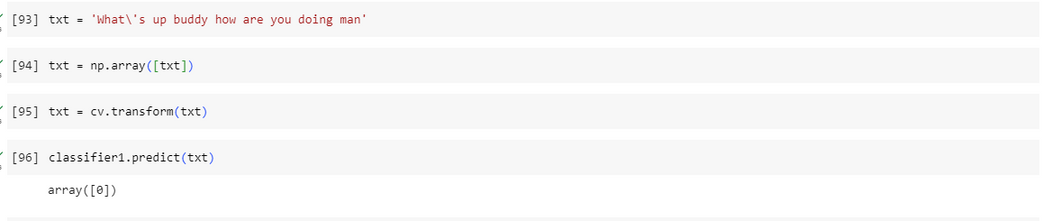 [93] txt = 'What\'s up buddy how are you doing man'
[94] txt = np.array([txt])
[95] txt = cv.transform(txt)
[96] classifier1.predict(txt)
array([0])